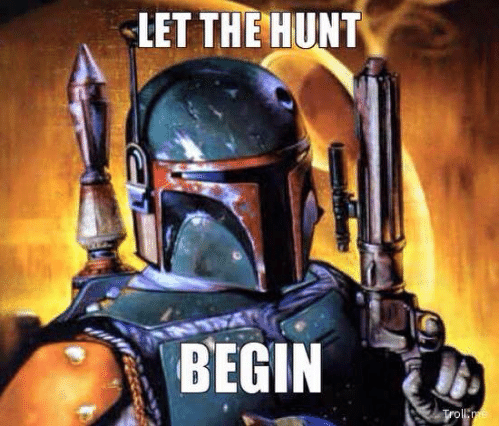 LET THE HUNT
BEGIN
Troll.me